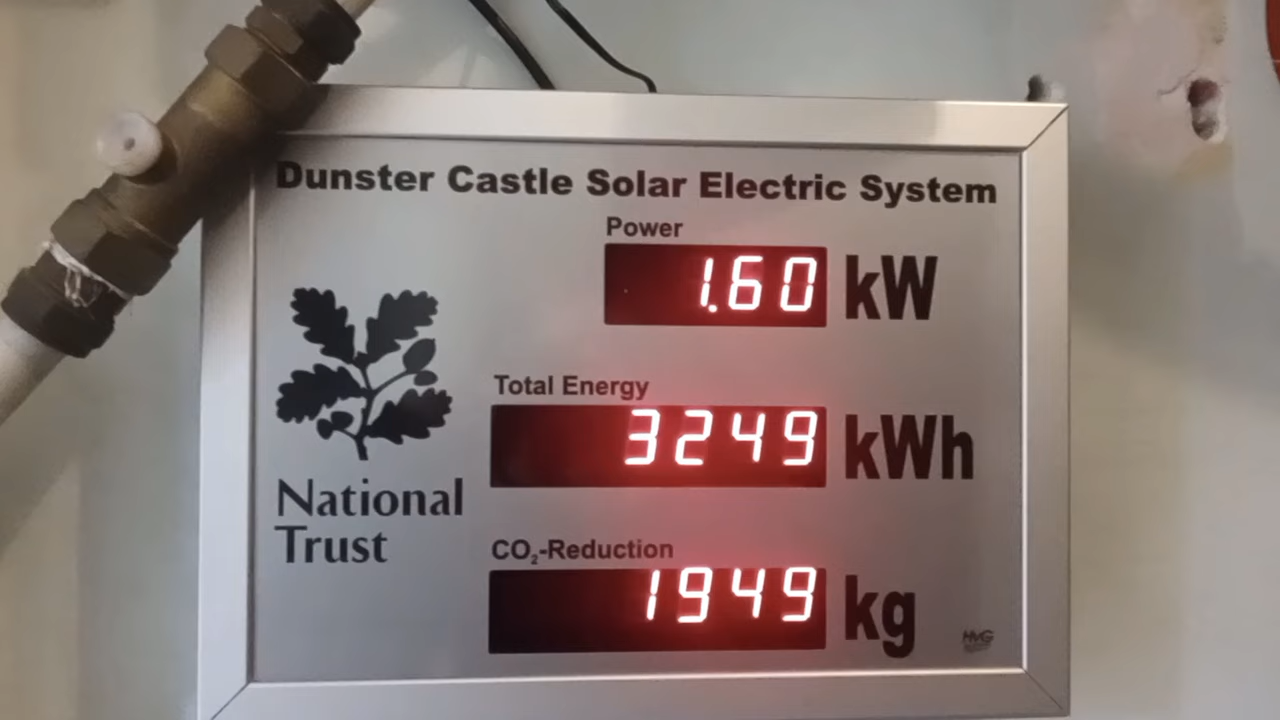 Dunster Castle Solar Electric System
Power
1.60 kW
Total Energy
3249 kWh
National
Trust
CO₂-Reduction
1949 kg
HvG